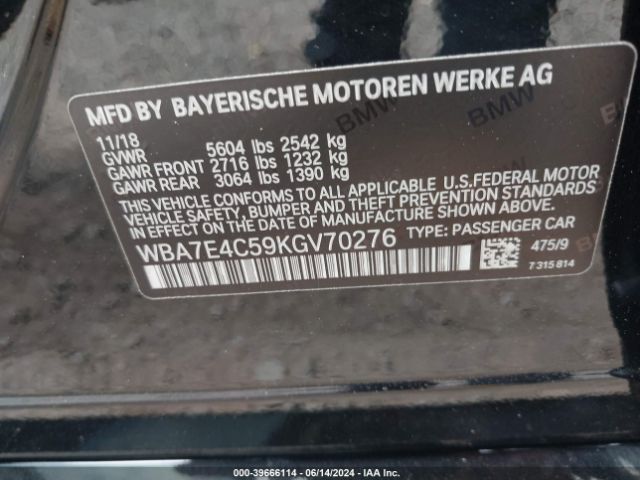 MFD BY BAYERISCHE MOTOREN WERKE AG
11/18
GVWR 5604 lbs 2542 kg
GAWR FRONT 2716 lbs 1232 kg
GAWR REAR 3064 lbs 1390 kg
THIS VEHICLE CONFORMS TO ALL APPLICABLE U.S.FEDERAL MOTOR
VEHICLE SAFETY, BUMPER, AND THEFT PREVENTION STANDARDS
IN EFFECT ON THE DATE OF MANUFACTURE SHOWN ABOVE.
WBA7E4C59KGV70276 TYPE: PASSENGER CAR
475/9
7 315 814
BMW
BMW
000-39666114 | 06/14/2024 | IAA Inc.